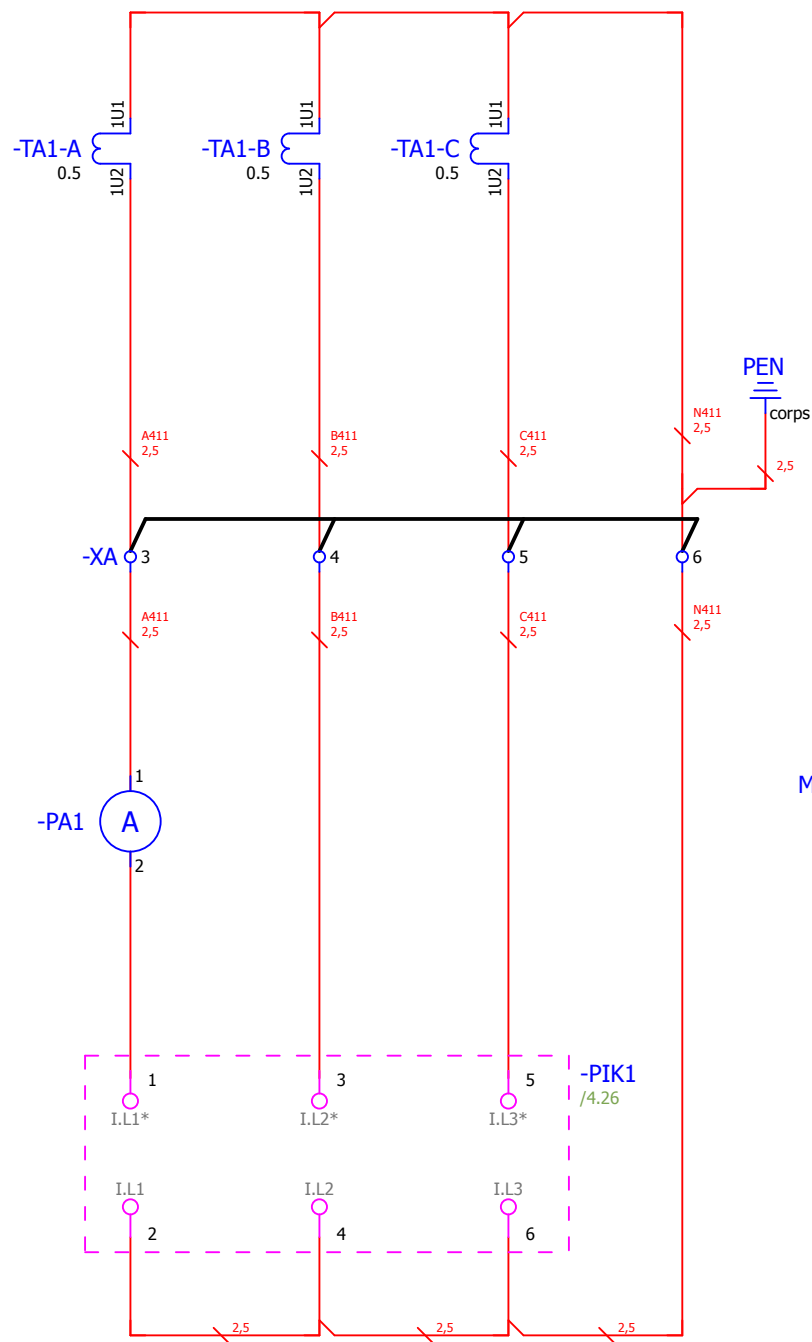 1U1
1U1
1U1
-TA1-A
-TA1-B
-TA1-C
0.5
0.5
0.5
1U2
1U2
1U2
PEN
corps
A411
2,5
B411
2,5
C411
2,5
N411
2,5
2,5
-XA
3
4
5
6
A411
2,5
B411
2,5
C411
2,5
N411
2,5
M
1
-PA1
A
2
-PIK1
/4.26
1
3
5
I.L1*
I.L2*
I.L3*
I.L1
I.L2
I.L3
2
4
6
2,5
2,5
2,5